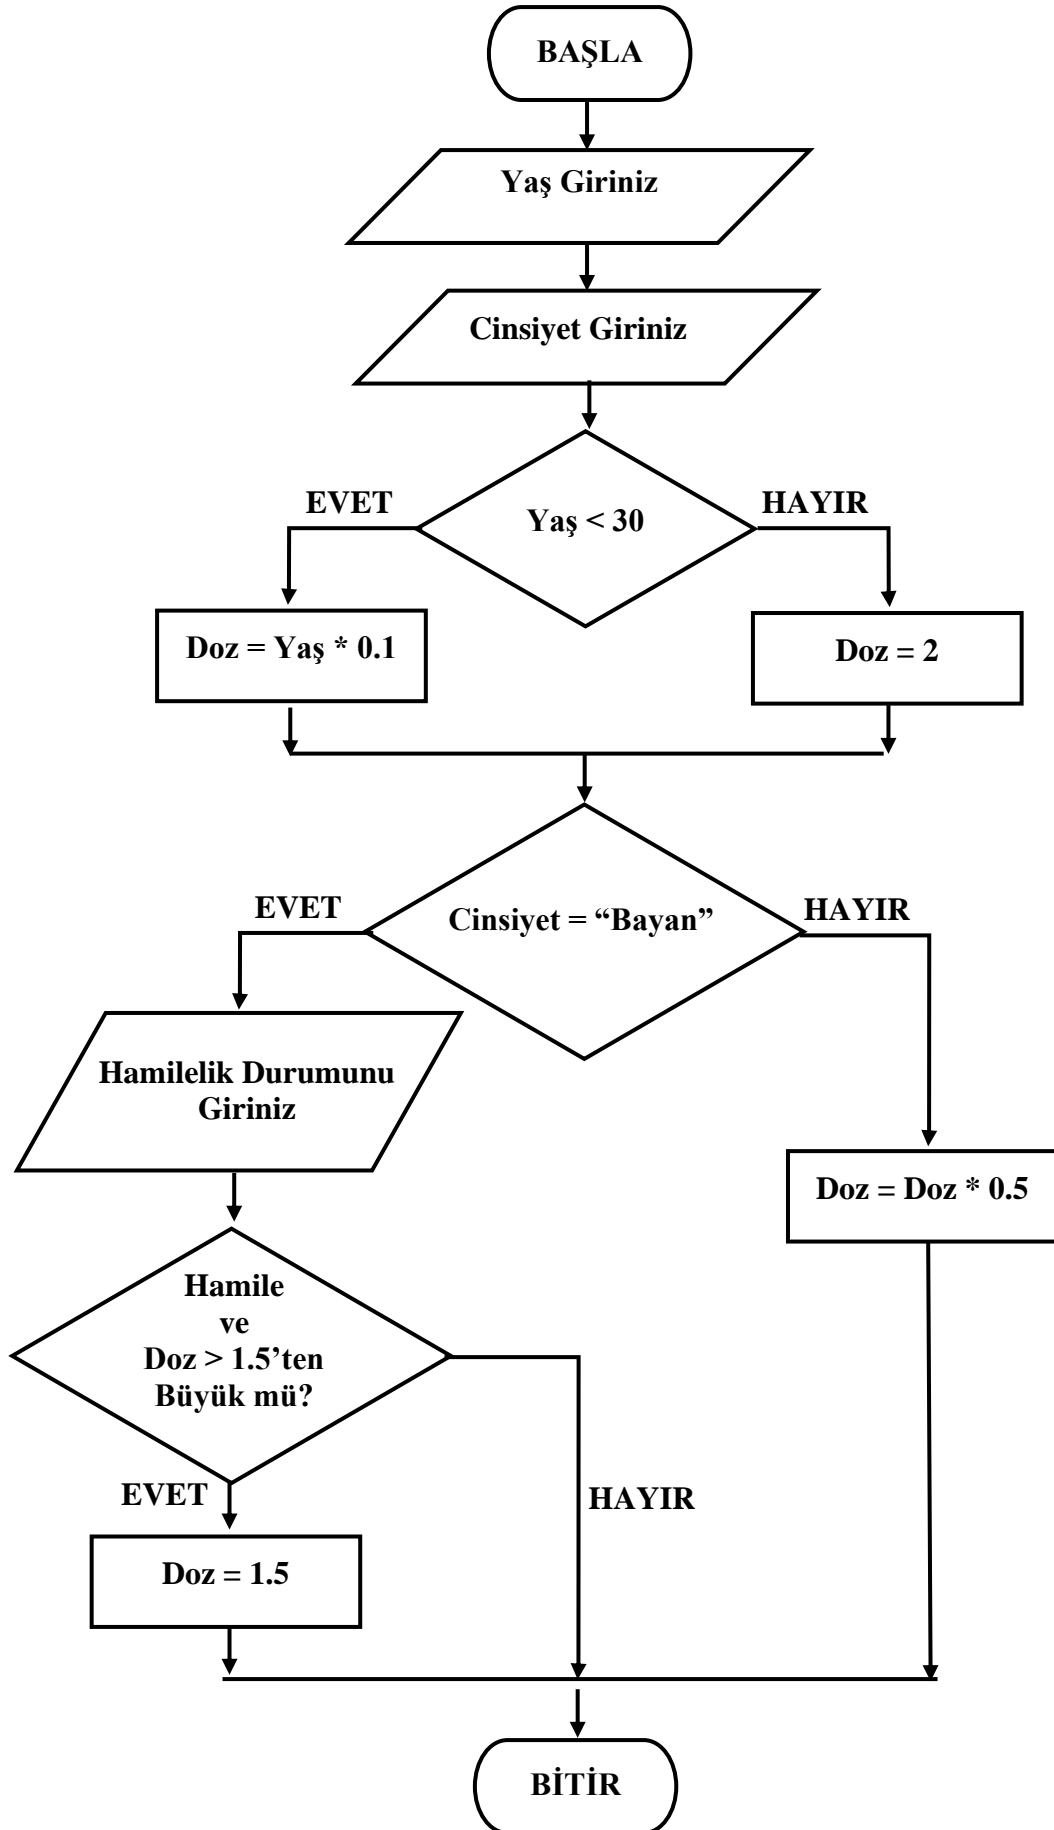 BAŞLA
Yaş Giriniz
Cinsiyet Giriniz
EVET
Yaş < 30
HAYIR
Doz = Yaş * 0.1
Doz = 2
EVET
Cinsiyet = “Bayan”
HAYIR
Hamilelik Durumunu
Giriniz
Doz = Doz * 0.5
Hamile
ve
Doz > 1.5’ten
Büyük mü?
EVET
HAYIR
Doz = 1.5
BİTİR